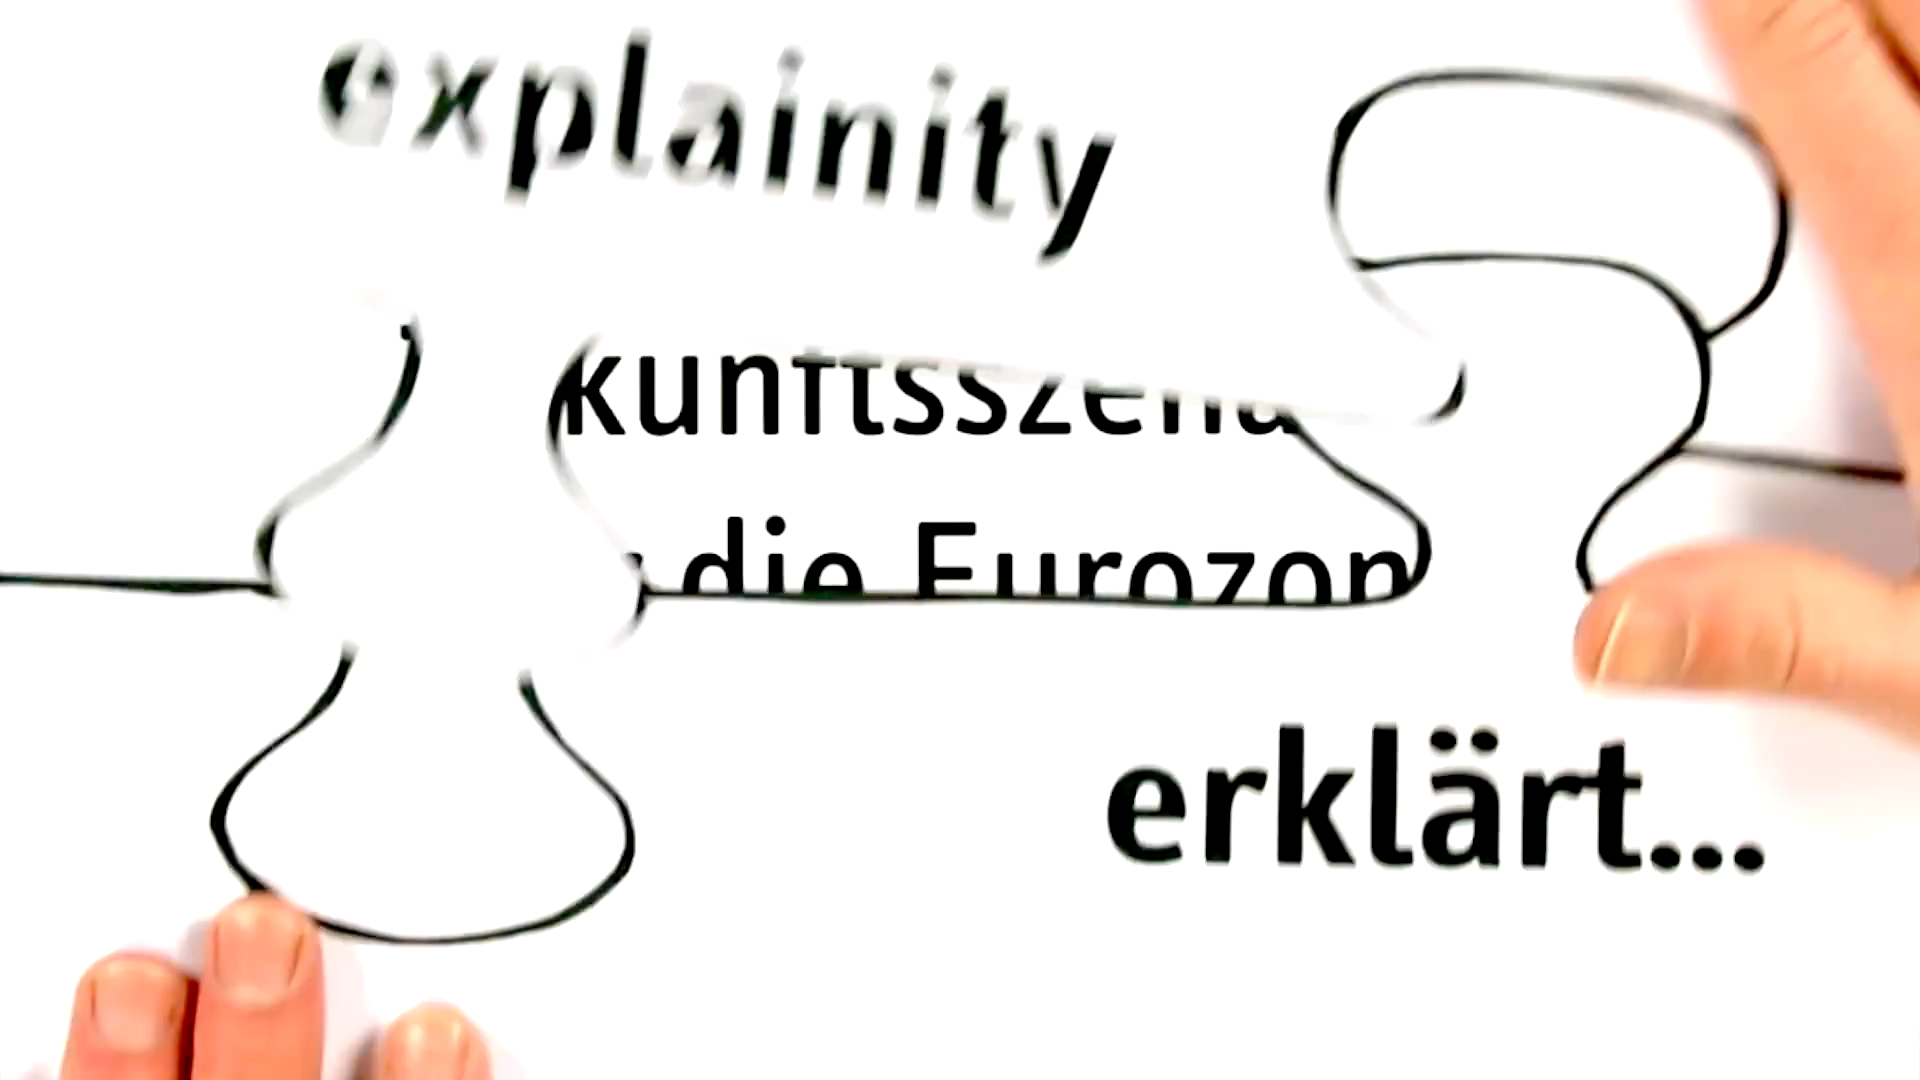 explainity
kunftsszena
die Eurozon
erklärt...